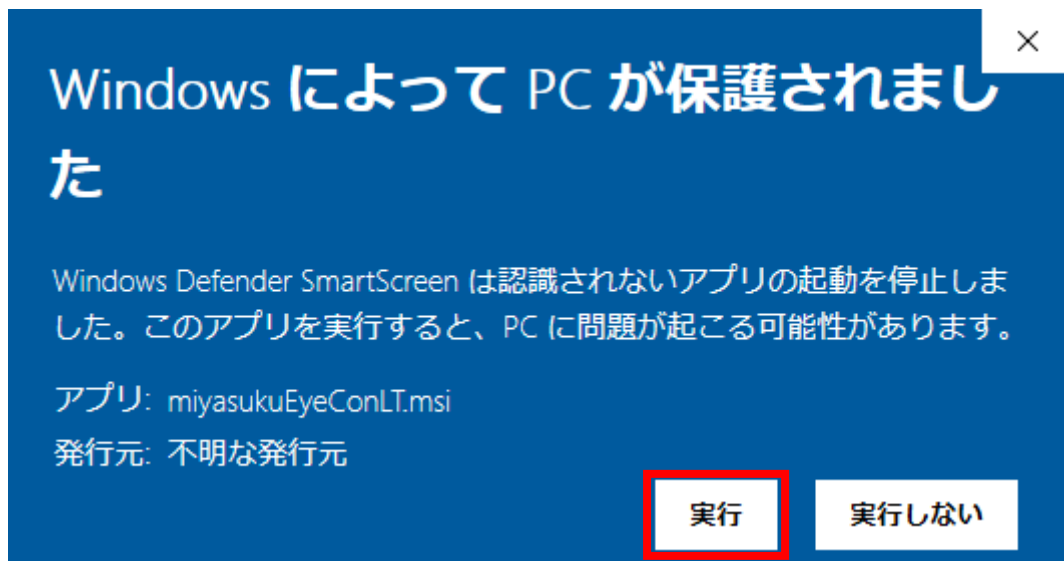 Windows によって PC が保護されまし
た
Windows Defender SmartScreen は認識されないアプリの起動を停止しま
した。このアプリを実行すると、PC に問題が起こる可能性があります。
アプリ: miyasukuEyeConLT.msi
発行元: 不明な発行元
実行 実行しない